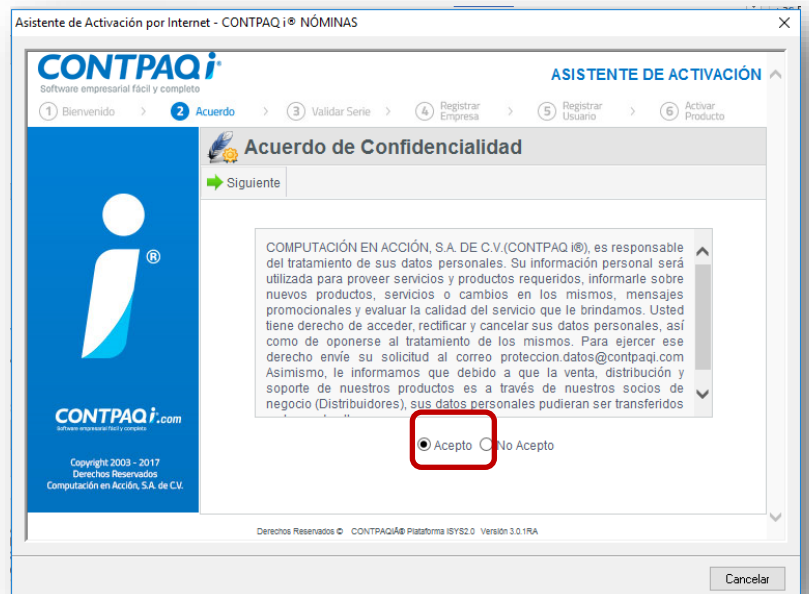 Asistente de Activación por Internet - CONTPAQ i® NÓMINAS
CONTPAQ i®
Software empresarial fácil y completo
ASISTENTE DE ACTIVACIÓN
1 Bienvenido > 2 Acuerdo > 3 Validar Serie > 4 Registrar Empresa > 5 Registrar Usuario > 6 Activar Producto
Acuerdo de Confidencialidad
Siguiente
COMPUTACIÓN EN ACCIÓN, S.A. DE C.V.(CONTPAQ i®), es responsable
del tratamiento de sus datos personales. Su información personal será
utilizada para proveer servicios y productos requeridos, informarle sobre
nuevos productos, servicios o cambios en los mismos, mensajes
promocionales y evaluar la calidad del servicio que le brindamos. Usted
tiene derecho de acceder, rectificar y cancelar sus datos personales, así
como de oponerse al tratamiento de los mismos. Para ejercer ese
derecho envíe su solicitud al correo proteccion.datos@contpaqi.com
Asimismo, le informamos que debido a que la venta, distribución y
soporte de nuestros productos es a través de nuestros socios de
negocio (Distribuidores), sus datos personales pudieran ser transferidos
Acepto No Acepto
®
CONTPAQ i®.com
Software empresarial fácil y completo
Copyright 2003 - 2017
Derechos Reservados
Computación en Acción, S.A. de C.V.
Derechos Reservados © CONTPAQIÂ® Plataforma ISYS2.0 Versión 3.0.1RA
Cancelar